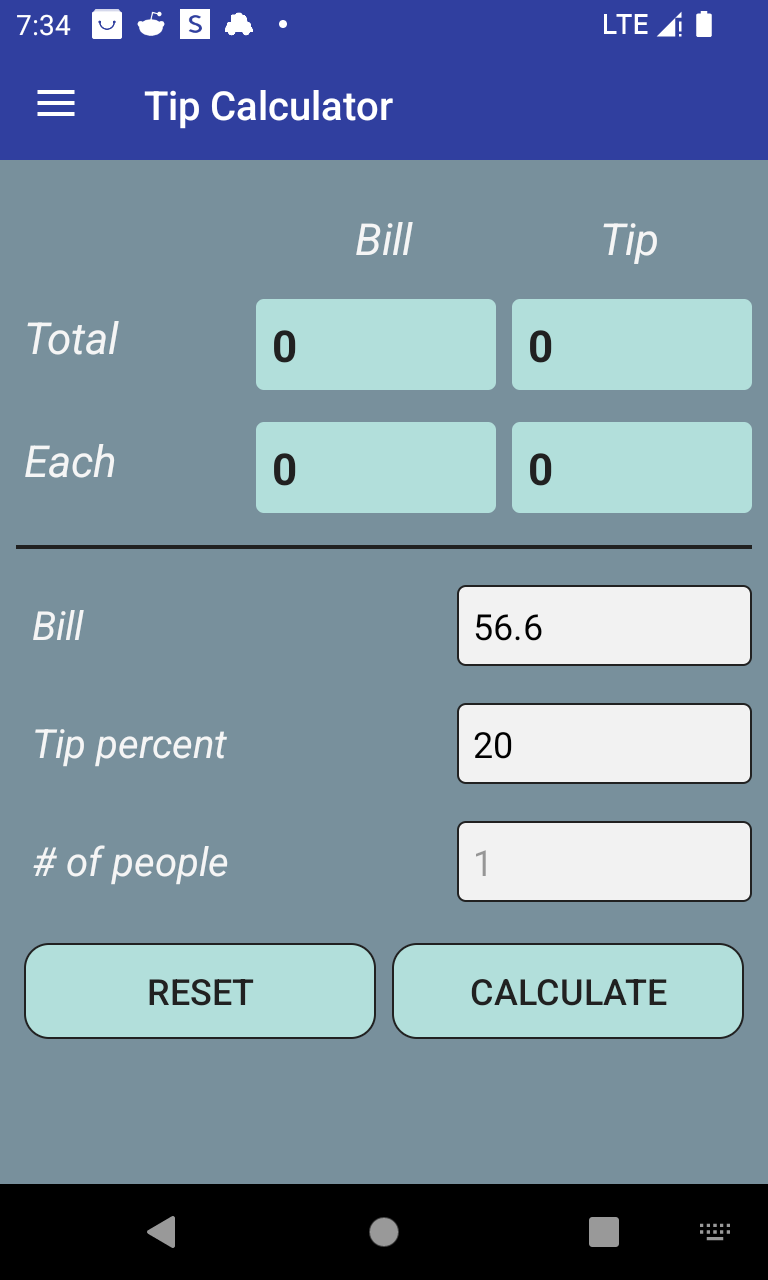 7:34 S LTE
Tip Calculator
Bill Tip
Total 0 0
Each 0 0
Bill 56.6
Tip percent 20
# of people 1
RESET CALCULATE